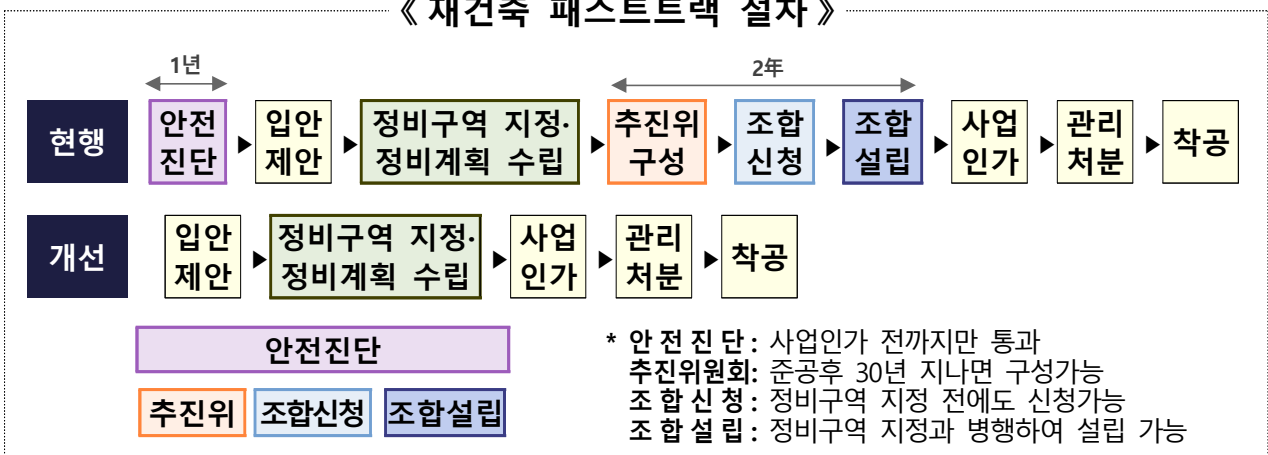 《 재건축 패스트트랙 절차 》
1년
2年
현행
안전
진단
▶
입안
제안
▶
정비구역 지정·
정비계획 수립
▶
추진위
구성
▶
조합
신청
▶
조합
설립
▶
사업
인가
▶
관리
처분
▶
착공
개선
입안
제안
▶
정비구역 지정·
정비계획 수립
▶
사업
인가
▶
관리
처분
▶
착공
안전진단
추진위
조합신청
조합설립
* 안 전 진 단 : 사업인가 전까지만 통과
추진위원회: 준공후 30년 지나면 구성가능
조 합 신 청 : 정비구역 지정 전에도 신청가능
조 합 설 립 : 정비구역 지정과 병행하여 설립 가능